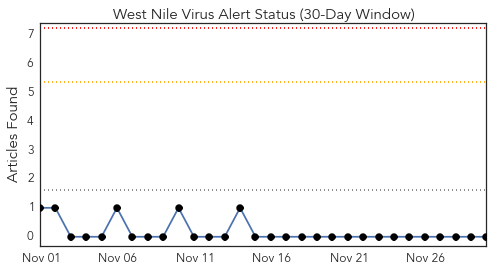 West Nile Virus Alert Status (30-Day Window)
Articles Found
7
6
5
4
3
2
1
0
Nov 01 Nov 06 Nov 11 Nov 16 Nov 21 Nov 26